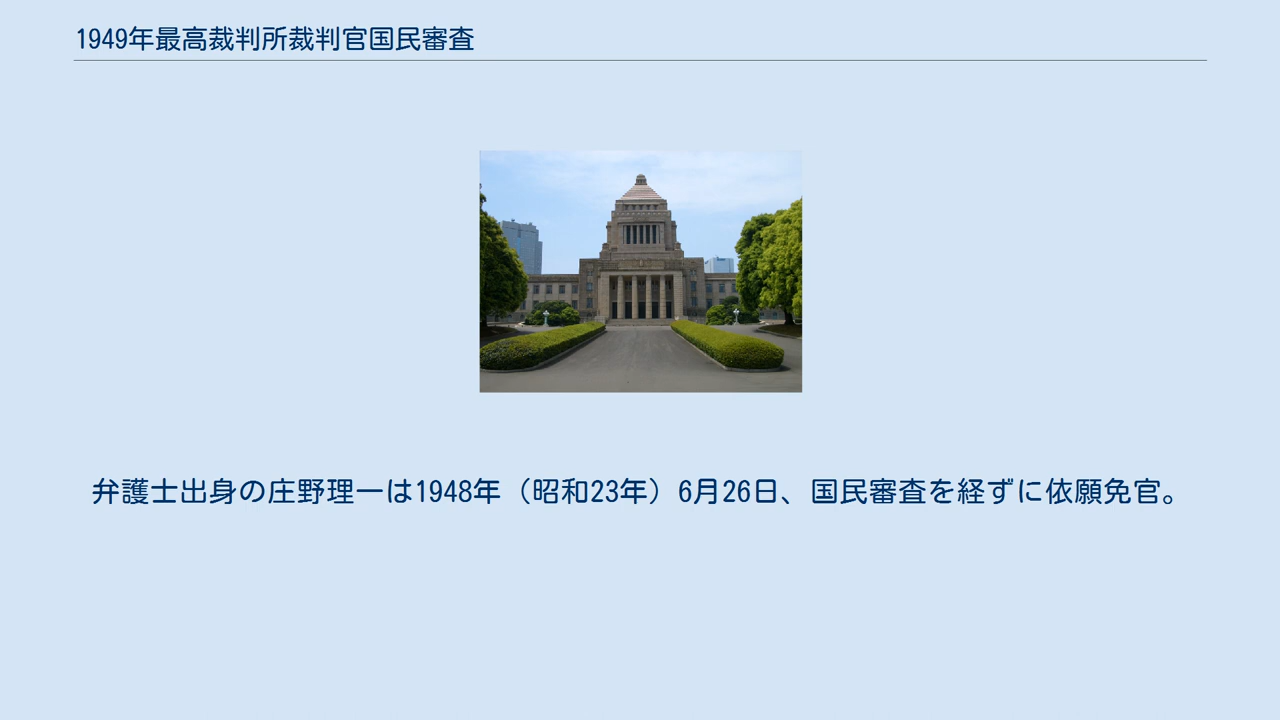 1949年最高裁判所裁判官国民審査
弁護士出身の庄野理一は1948年（昭和23年）6月26日、国民審査を経ずに依願免官。